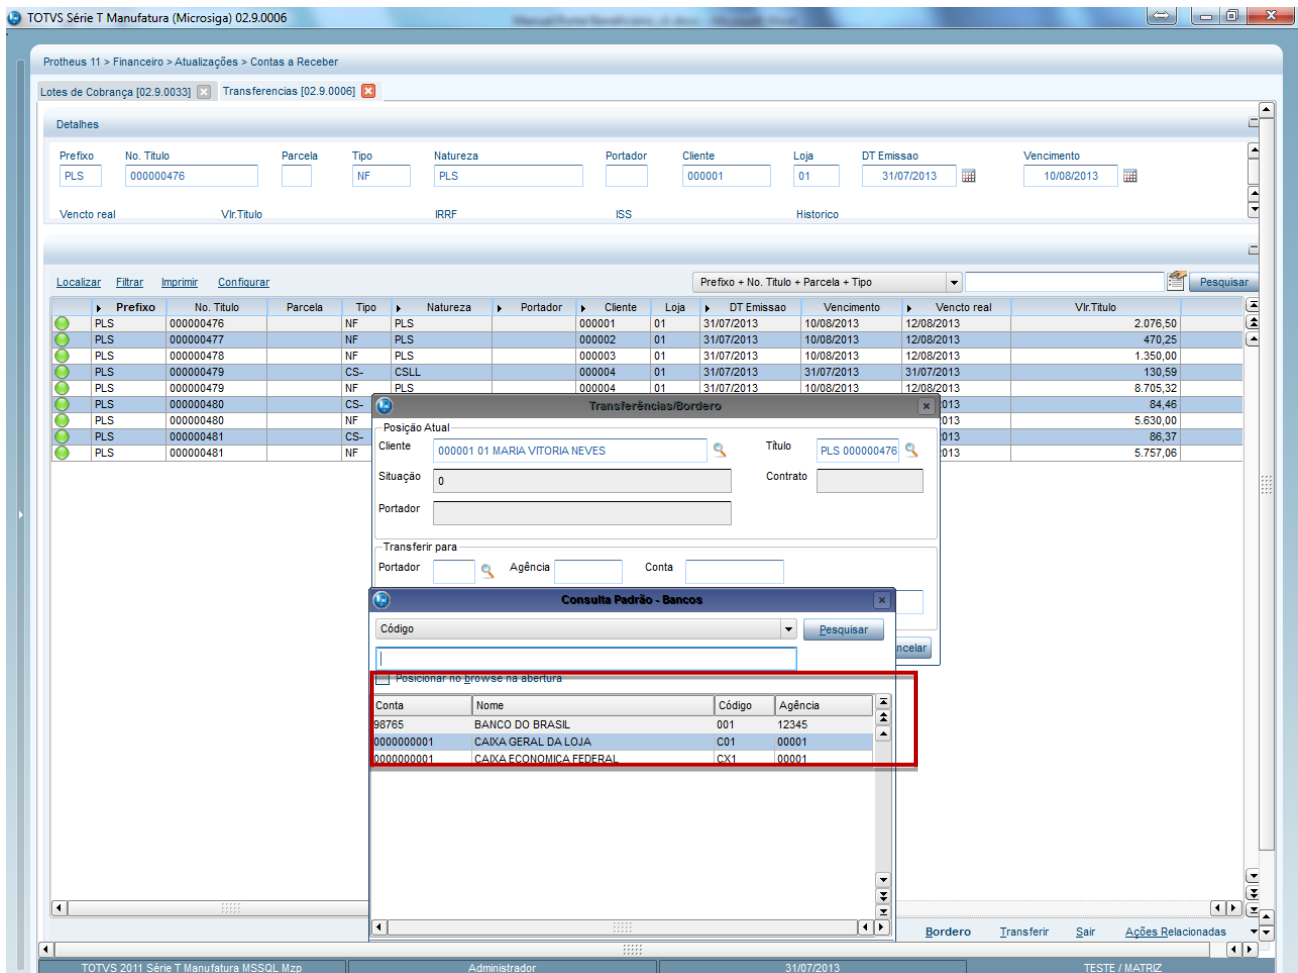 TOTVS Série T Manufatura (Microsiga) 02.9.0006
Protheus 11 > Financeiro > Atualizações > Contas a Receber
Lotes de Cobrança [02.9.0033] Transferencias [02.9.0006]
Detalhes
Prefixo No. Titulo Parcela Tipo Natureza Portador Cliente Loja DT Emissao Vencimento
PLS 000000476 NF PLS 000001 01 31/07/2013 10/08/2013
Vencto real Vlr.Titulo IRRF ISS Historico
Localizar Filtrar Imprimir Configurar Prefixo + No. Titulo + Parcela + Tipo Pesquisar
Prefixo No. Titulo Parcela Tipo Natureza Portador Cliente Loja DT Emissao Vencimento Vencto real Vlr.Titulo
PLS 000000476 NF PLS 000001 01 31/07/2013 10/08/2013 12/08/2013 2.076,50
PLS 000000477 NF PLS 000002 01 31/07/2013 10/08/2013 12/08/2013 470,25
PLS 000000478 NF PLS 000003 01 31/07/2013 10/08/2013 12/08/2013 1.350,00
PLS 000000479 CS- CSLL 000004 01 31/07/2013 31/07/2013 31/07/2013 130,59
PLS 000000479 NF PLS 000004 01 31/07/2013 10/08/2013 12/08/2013 8.705,32
PLS 000000480 CS- 2013 84,46
PLS 000000480 NF 2013 5.630,00
PLS 000000481 CS- 2013 86,37
PLS 000000481 NF 2013 5.757,06
Transferências/Bordero
Posição Atual
Cliente 000001 01 MARIA VITORIA NEVES Título PLS 000000476
Situação 0 Contrato
Portador
Transferir para
Portador Agência Conta
ncelar
Consulta Padrão - Bancos
Código Pesquisar
Posicionar no browse na abertura
Conta Nome Código Agência
98765 BANCO DO BRASIL 001 12345
0000000001 CAIXA GERAL DA LOJA C01 00001
0000000001 CAIXA ECONOMICA FEDERAL CX1 00001
Bordero Transferir Sair Ações Relacionadas
TOTVS 2011 Série T Manufatura MSSQL Mzp Administrador 31/07/2013 TESTE / MATRIZ